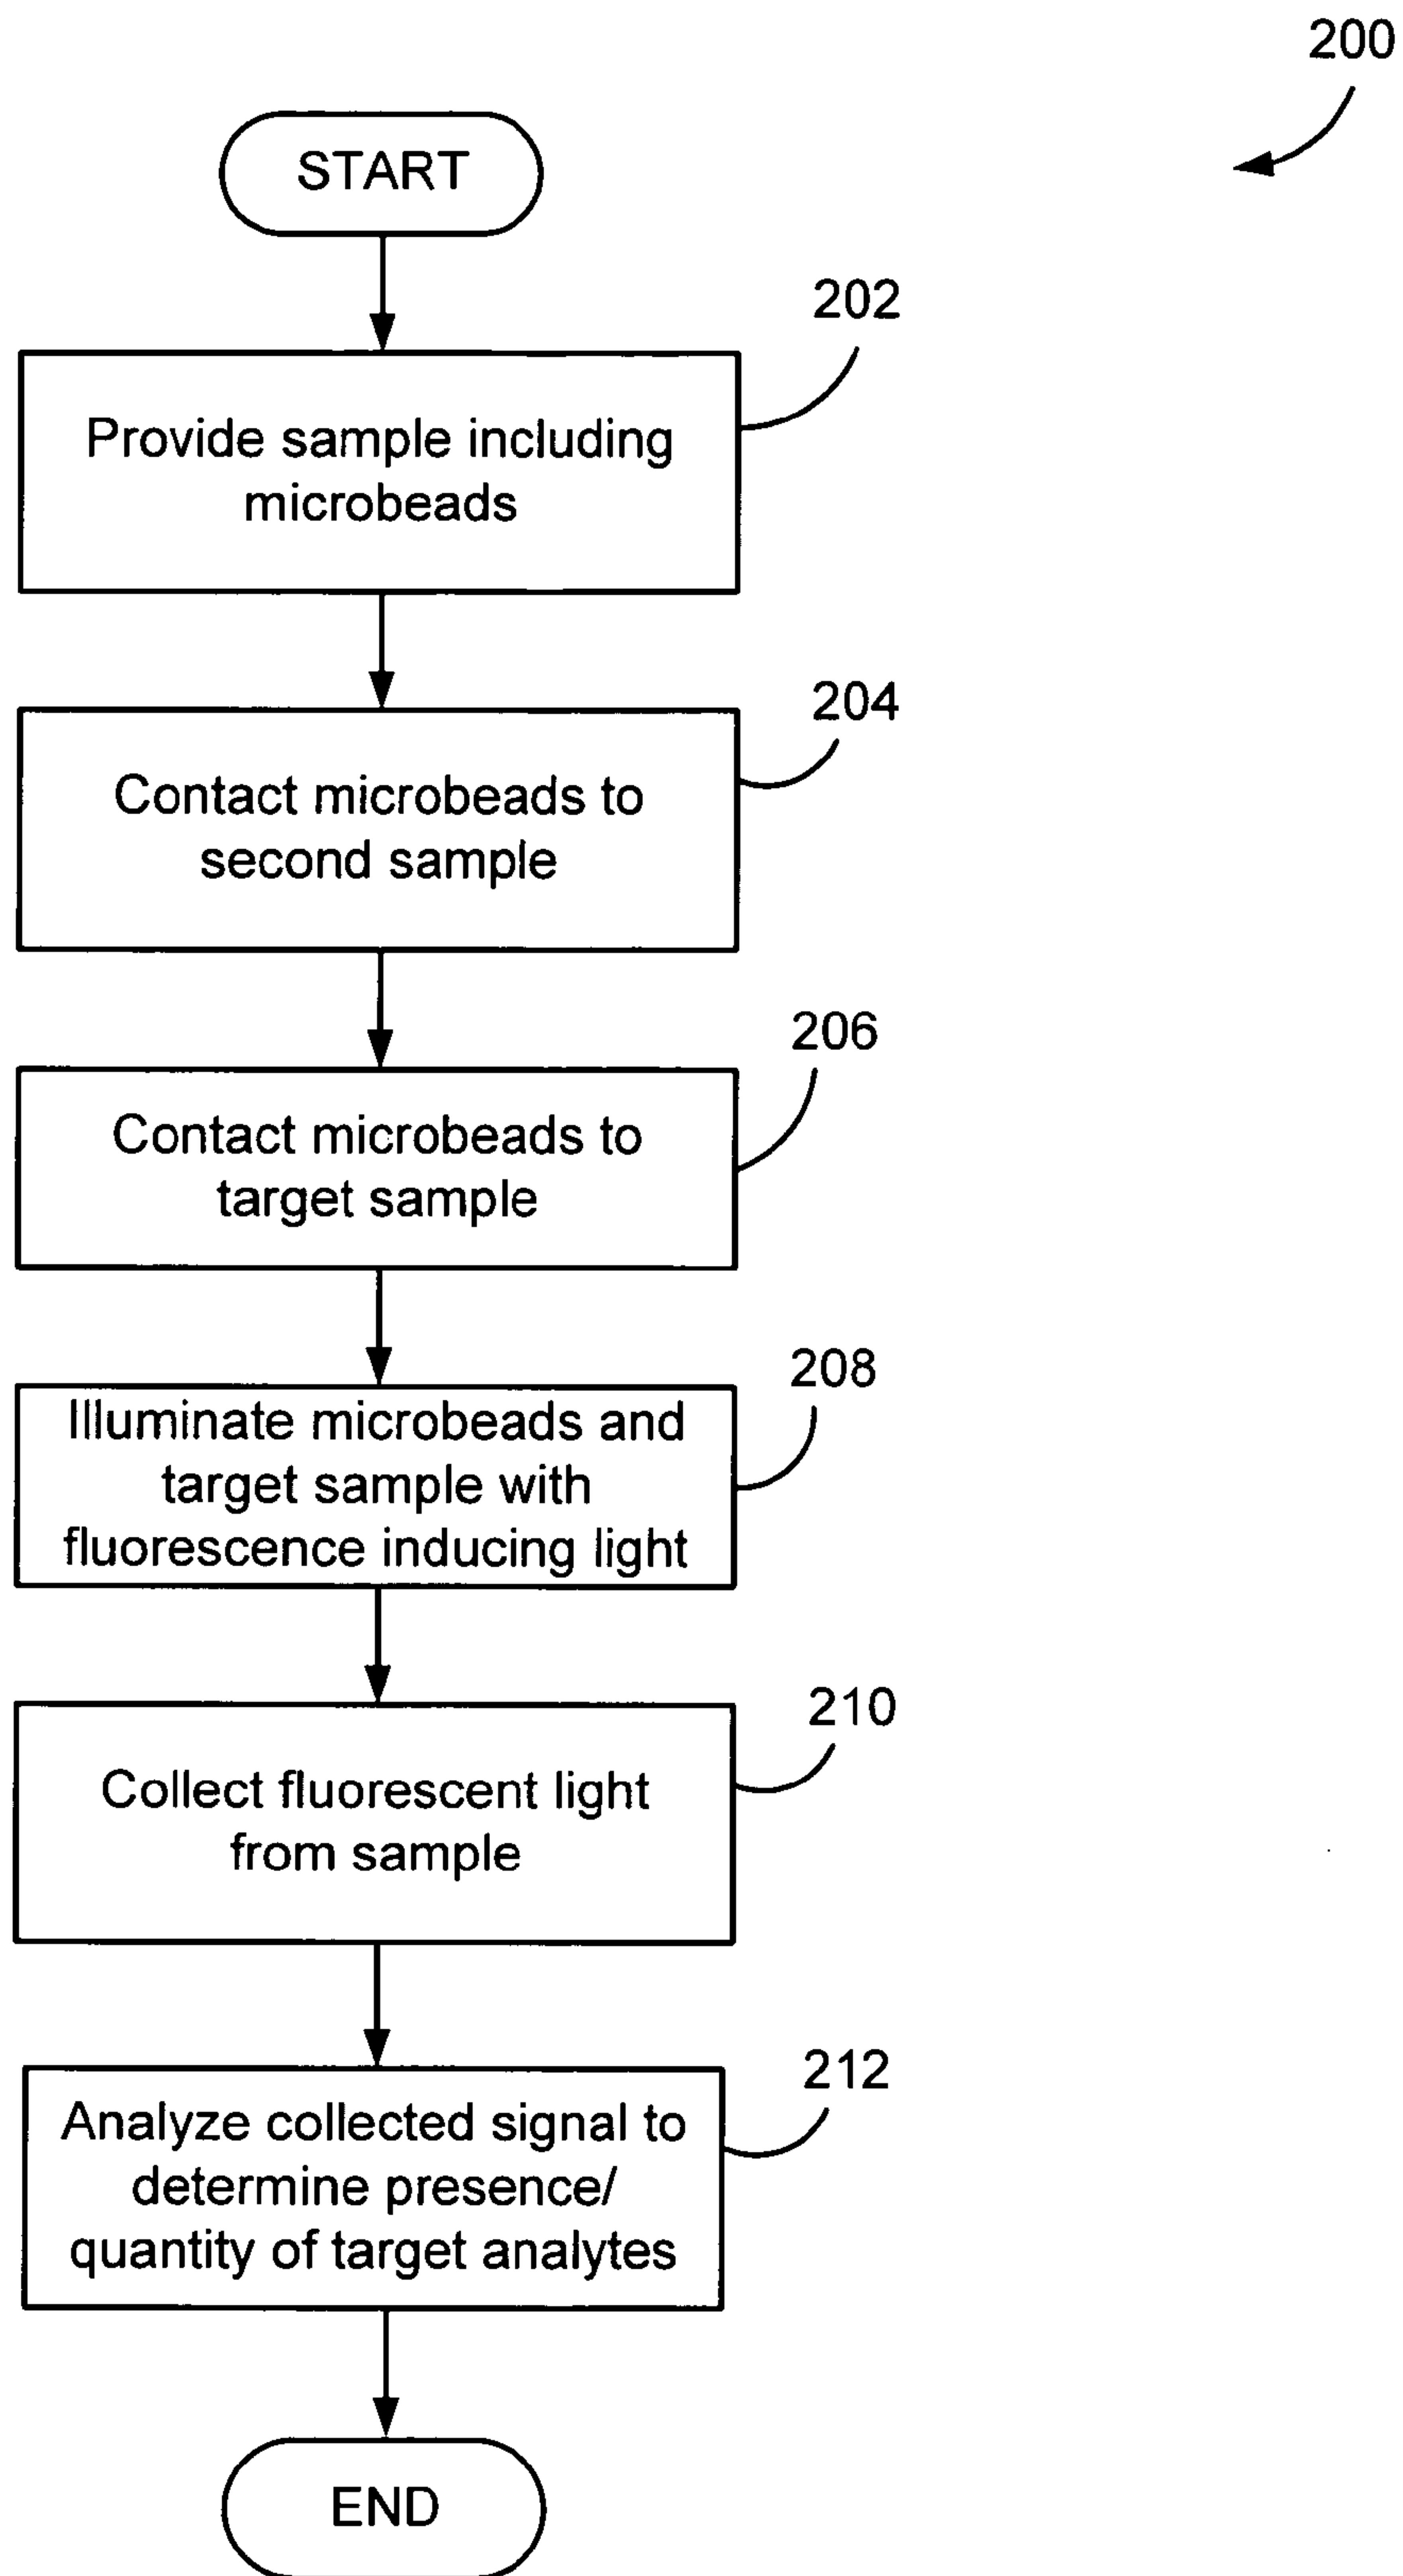 200
START
202
Provide sample including
microbeads
204
Contact microbeads to
second sample
206
Contact microbeads to
target sample
208
Illuminate microbeads and
target sample with
fluorescence inducing light
210
Collect fluorescent light
from sample
212
Analyze collected signal to
determine presence/
quantity of target analytes
END